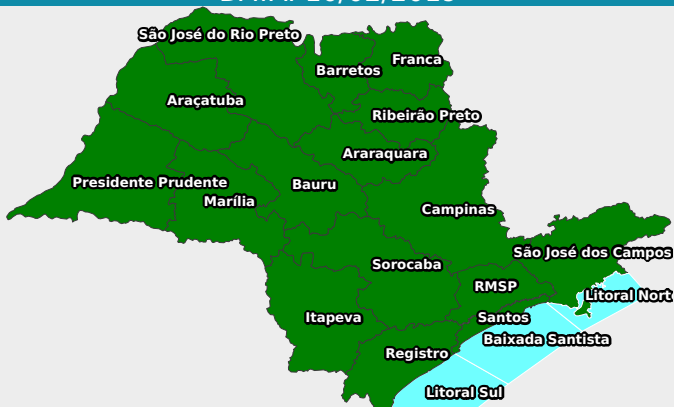 São José do Rio Preto
Franca
Barretos
Araçatuba
Ribeirão Preto
Araraquara
Presidente Prudente
Bauru
Marília
Campinas
São José dos Campos
Sorocaba
RMSP
Litoral Nort
Itapeva
Santos
Baixada Santista
Registro
Litoral Sul